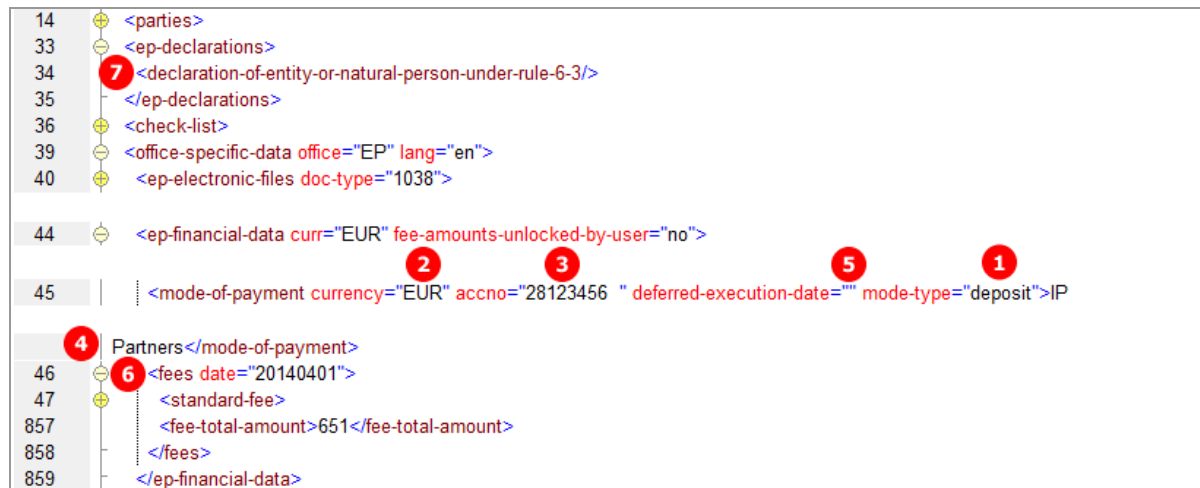 14 <parties>
33 <ep-declarations>
34 7 <declaration-of-entity-or-natural-person-under-rule-6-3/>
35 </ep-declarations>
36 <check-list>
39 <office-specific-data office="EP" lang="en">
40 <ep-electronic-files doc-type="1038">
44 <ep-financial-data curr="EUR" fee-amounts-unlocked-by-user="no">
2 3 5 1
45 <mode-of-payment currency="EUR" accno="28123456  " deferred-execution-date="" mode-type="deposit">IP
4 Partners</mode-of-payment>
46 6 <fees date="20140401">
47 <standard-fee>
857 <fee-total-amount>651</fee-total-amount>
858 </fees>
859 </ep-financial-data>